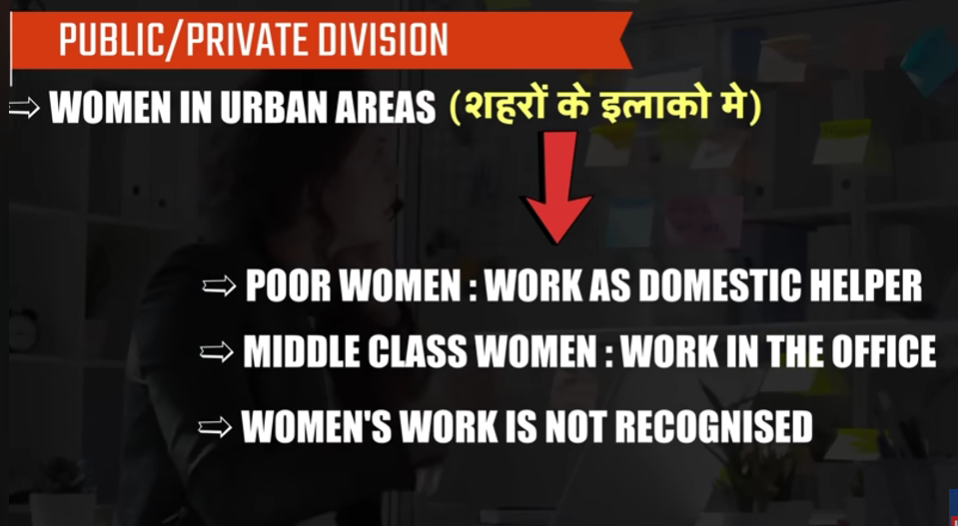 PUBLIC/PRIVATE DIVISION
⇨ WOMEN IN URBAN AREAS (शहरों के इलाको मे)
⇨ POOR WOMEN : WORK AS DOMESTIC HELPER
⇨ MIDDLE CLASS WOMEN : WORK IN THE OFFICE
⇨ WOMEN'S WORK IS NOT RECOGNISED